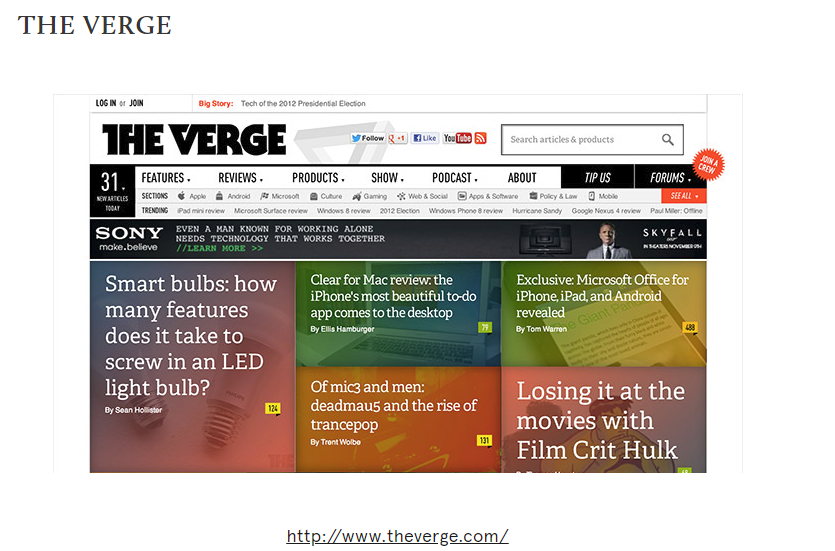 THE VERGE
LOG IN or JOIN
Big Story: Tech of the 2012 Presidential Election
THE VERGE
Follow
+1
Like
YouTube
Search articles & products
JOIN A CREW
31
NEW ARTICLES
TODAY
FEATURES REVIEWS PRODUCTS SHOW PODCAST ABOUT TIP US FORUMS
SECTIONS Apple Android Microsoft Culture Gaming Web & Social Apps & Software Policy & Law Mobile SEE ALL
TRENDING iPad mini review Microsoft Surface review Windows 8 review 2012 Election Windows Phone 8 review Hurricane Sandy Google Nexus 4 review Paul Miller: Offline
SONY
make.believe
EVEN A MAN KNOWN FOR WORKING ALONE
NEEDS TECHNOLOGY THAT WORKS TOGETHER
//LEARN MORE >>
SKYFALL
007
IN THEATERS NOVEMBER 9TH
Smart bulbs: how
many features
does it take to
screw in an LED
light bulb?
By Sean Hollister
124
Clear for Mac review: the
iPhone's most beautiful to-do
app comes to the desktop
By Ellis Hamburger
79
Exclusive: Microsoft Office for
iPhone, iPad, and Android
revealed
By Tom Warren
488
Of mic3 and men:
deadmau5 and the rise of
trancepop
By Trent Wolbe
131
Losing it at the
movies with
Film Crit Hulk
http://www.theverge.com/